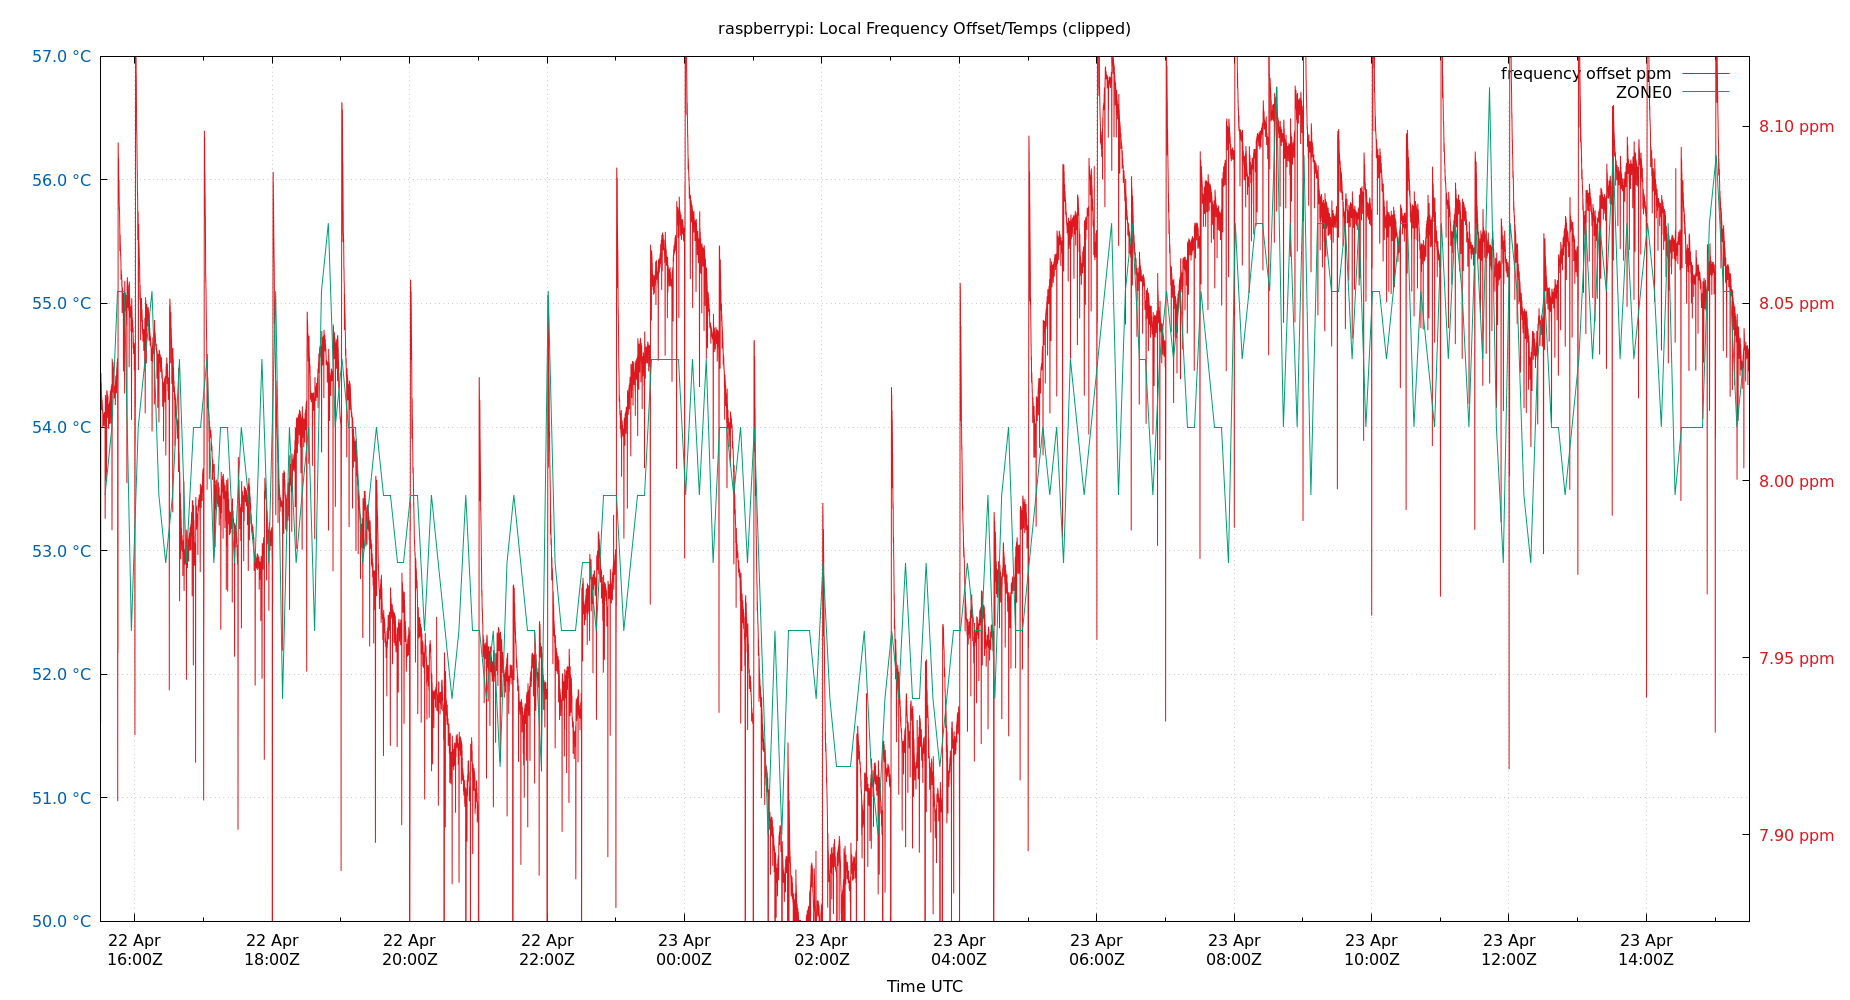 raspberrypi: Local Frequency Offset/Temps (clipped)
57.0 °C
56.0 °C
55.0 °C
54.0 °C
53.0 °C
52.0 °C
51.0 °C
50.0 °C
frequency offset ppm
ZONE0
8.10 ppm
8.05 ppm
8.00 ppm
7.95 ppm
7.90 ppm
22 Apr 22 Apr 22 Apr 22 Apr 23 Apr 23 Apr 23 Apr 23 Apr 23 Apr 23 Apr 23 Apr 23 Apr
16:00Z 18:00Z 20:00Z 22:00Z 00:00Z 02:00Z 04:00Z 06:00Z 08:00Z 10:00Z 12:00Z 14:00Z
Time UTC